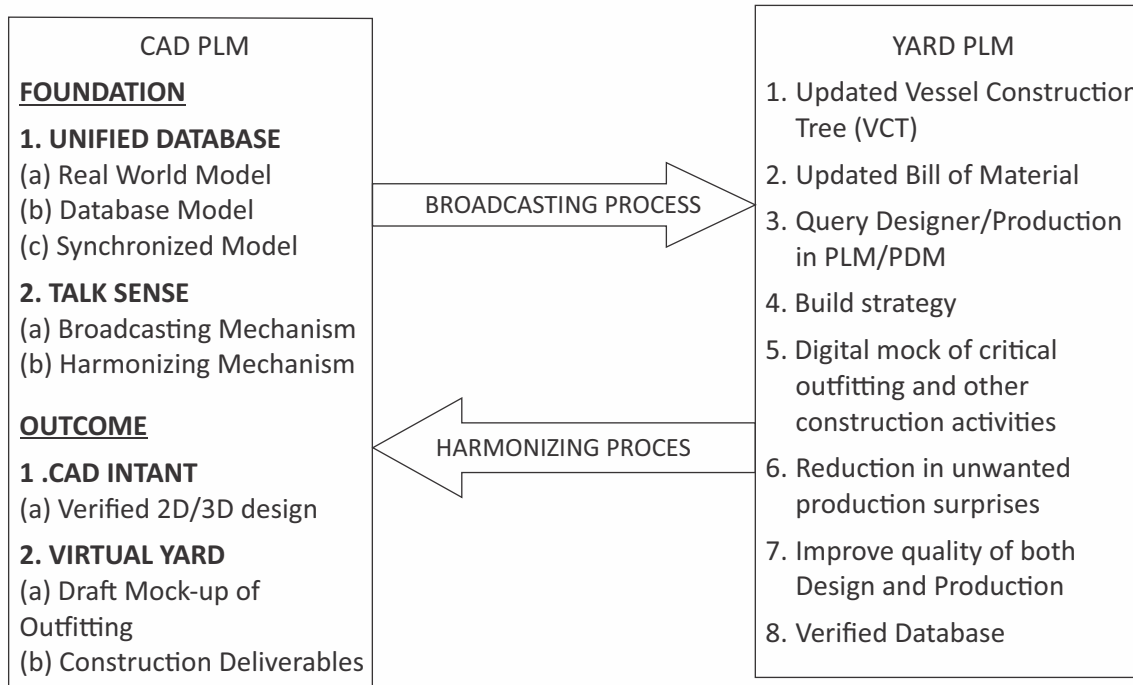 CAD PLM
FOUNDATION
1. UNIFIED DATABASE
(a) Real World Model
(b) Database Model
(c) Synchronized Model
2. TALK SENSE
(a) Broadcasting Mechanism
(b) Harmonizing Mechanism
OUTCOME
1 .CAD INTANT
(a) Verified 2D/3D design
2. VIRTUAL YARD
(a) Draft Mock-up of
Outfitting
(b) Construction Deliverables
BROADCASTING PROCESS
HARMONIZING PROCES
YARD PLM
1. Updated Vessel Construction
Tree (VCT)
2. Updated Bill of Material
3. Query Designer/Production
in PLM/PDM
4. Build strategy
5. Digital mock of critical
outfitting and other
construction activities
6. Reduction in unwanted
production surprises
7. Improve quality of both
Design and Production
8. Verified Database